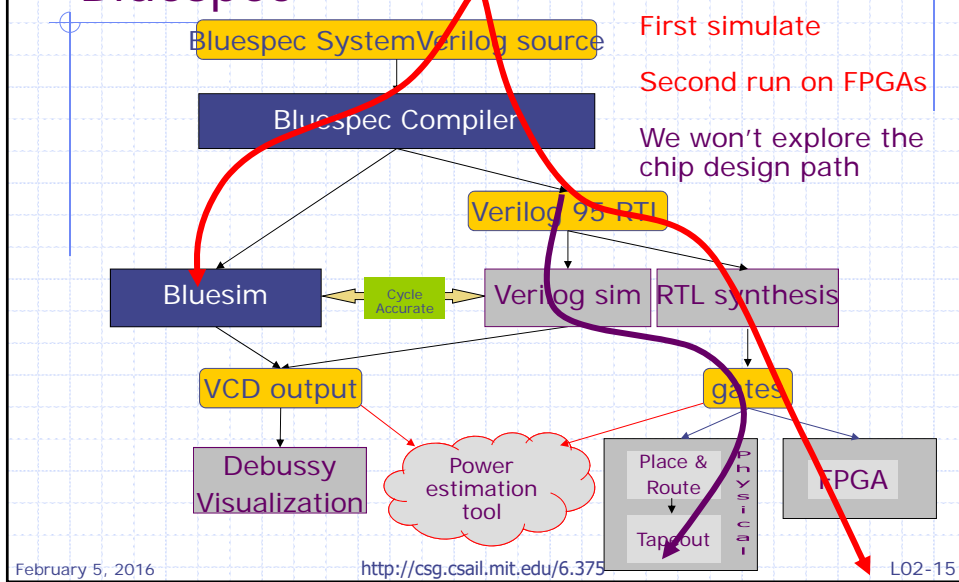 Bluespec
Bluespec SystemVerilog source
First simulate
Second run on FPGAs
We won't explore the
chip design path
Bluespec Compiler
Verilog 95 RTL
Bluesim
Cycle
Accurate
Verilog sim
RTL synthesis
VCD output
gates
Debussy
Visualization
Power
estimation
tool
Place &
Route
Tapeout
Physical
FPGA
February 5, 2016
http://csg.csail.mit.edu/6.375
L02-15